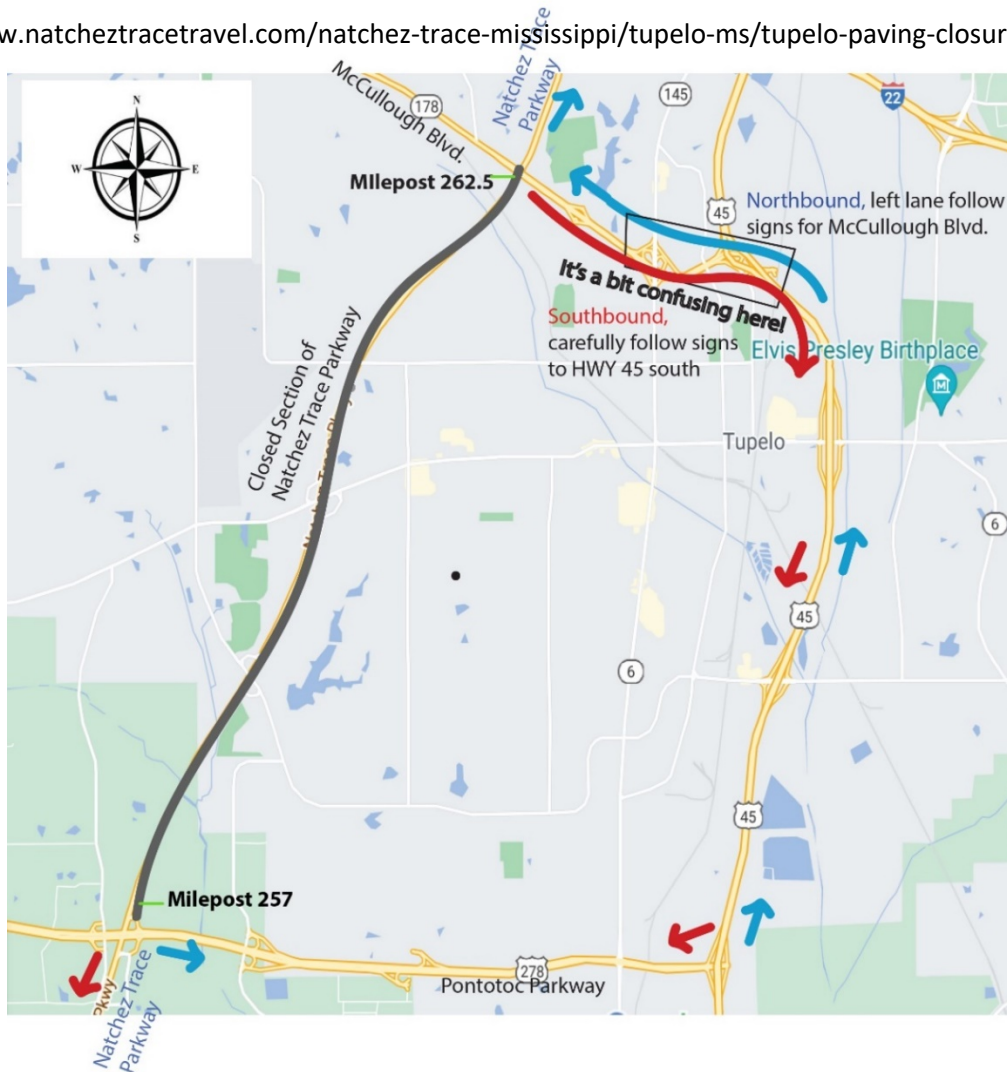 w.natcheztracetravel.com/natchez-trace-mississippi/tupelo-ms/tupelo-paving-closur
Natchez Trace
Parkway
McCullough Blvd.
178
145
22
N
W
E
S
MIlepost 262.5
45
Northbound, left lane follow
signs for McCullough Blvd.
It's a bit confusing here!
Southbound,
carefully follow signs
to HWY 45 south
Elvis Presley Birthplace
Closed Section of
Natchez Trace Parkway
Tupelo
6
45
6
45
Milepost 257
278
Pontotoc Parkway
Pkwy
Natchez Trace
Parkway